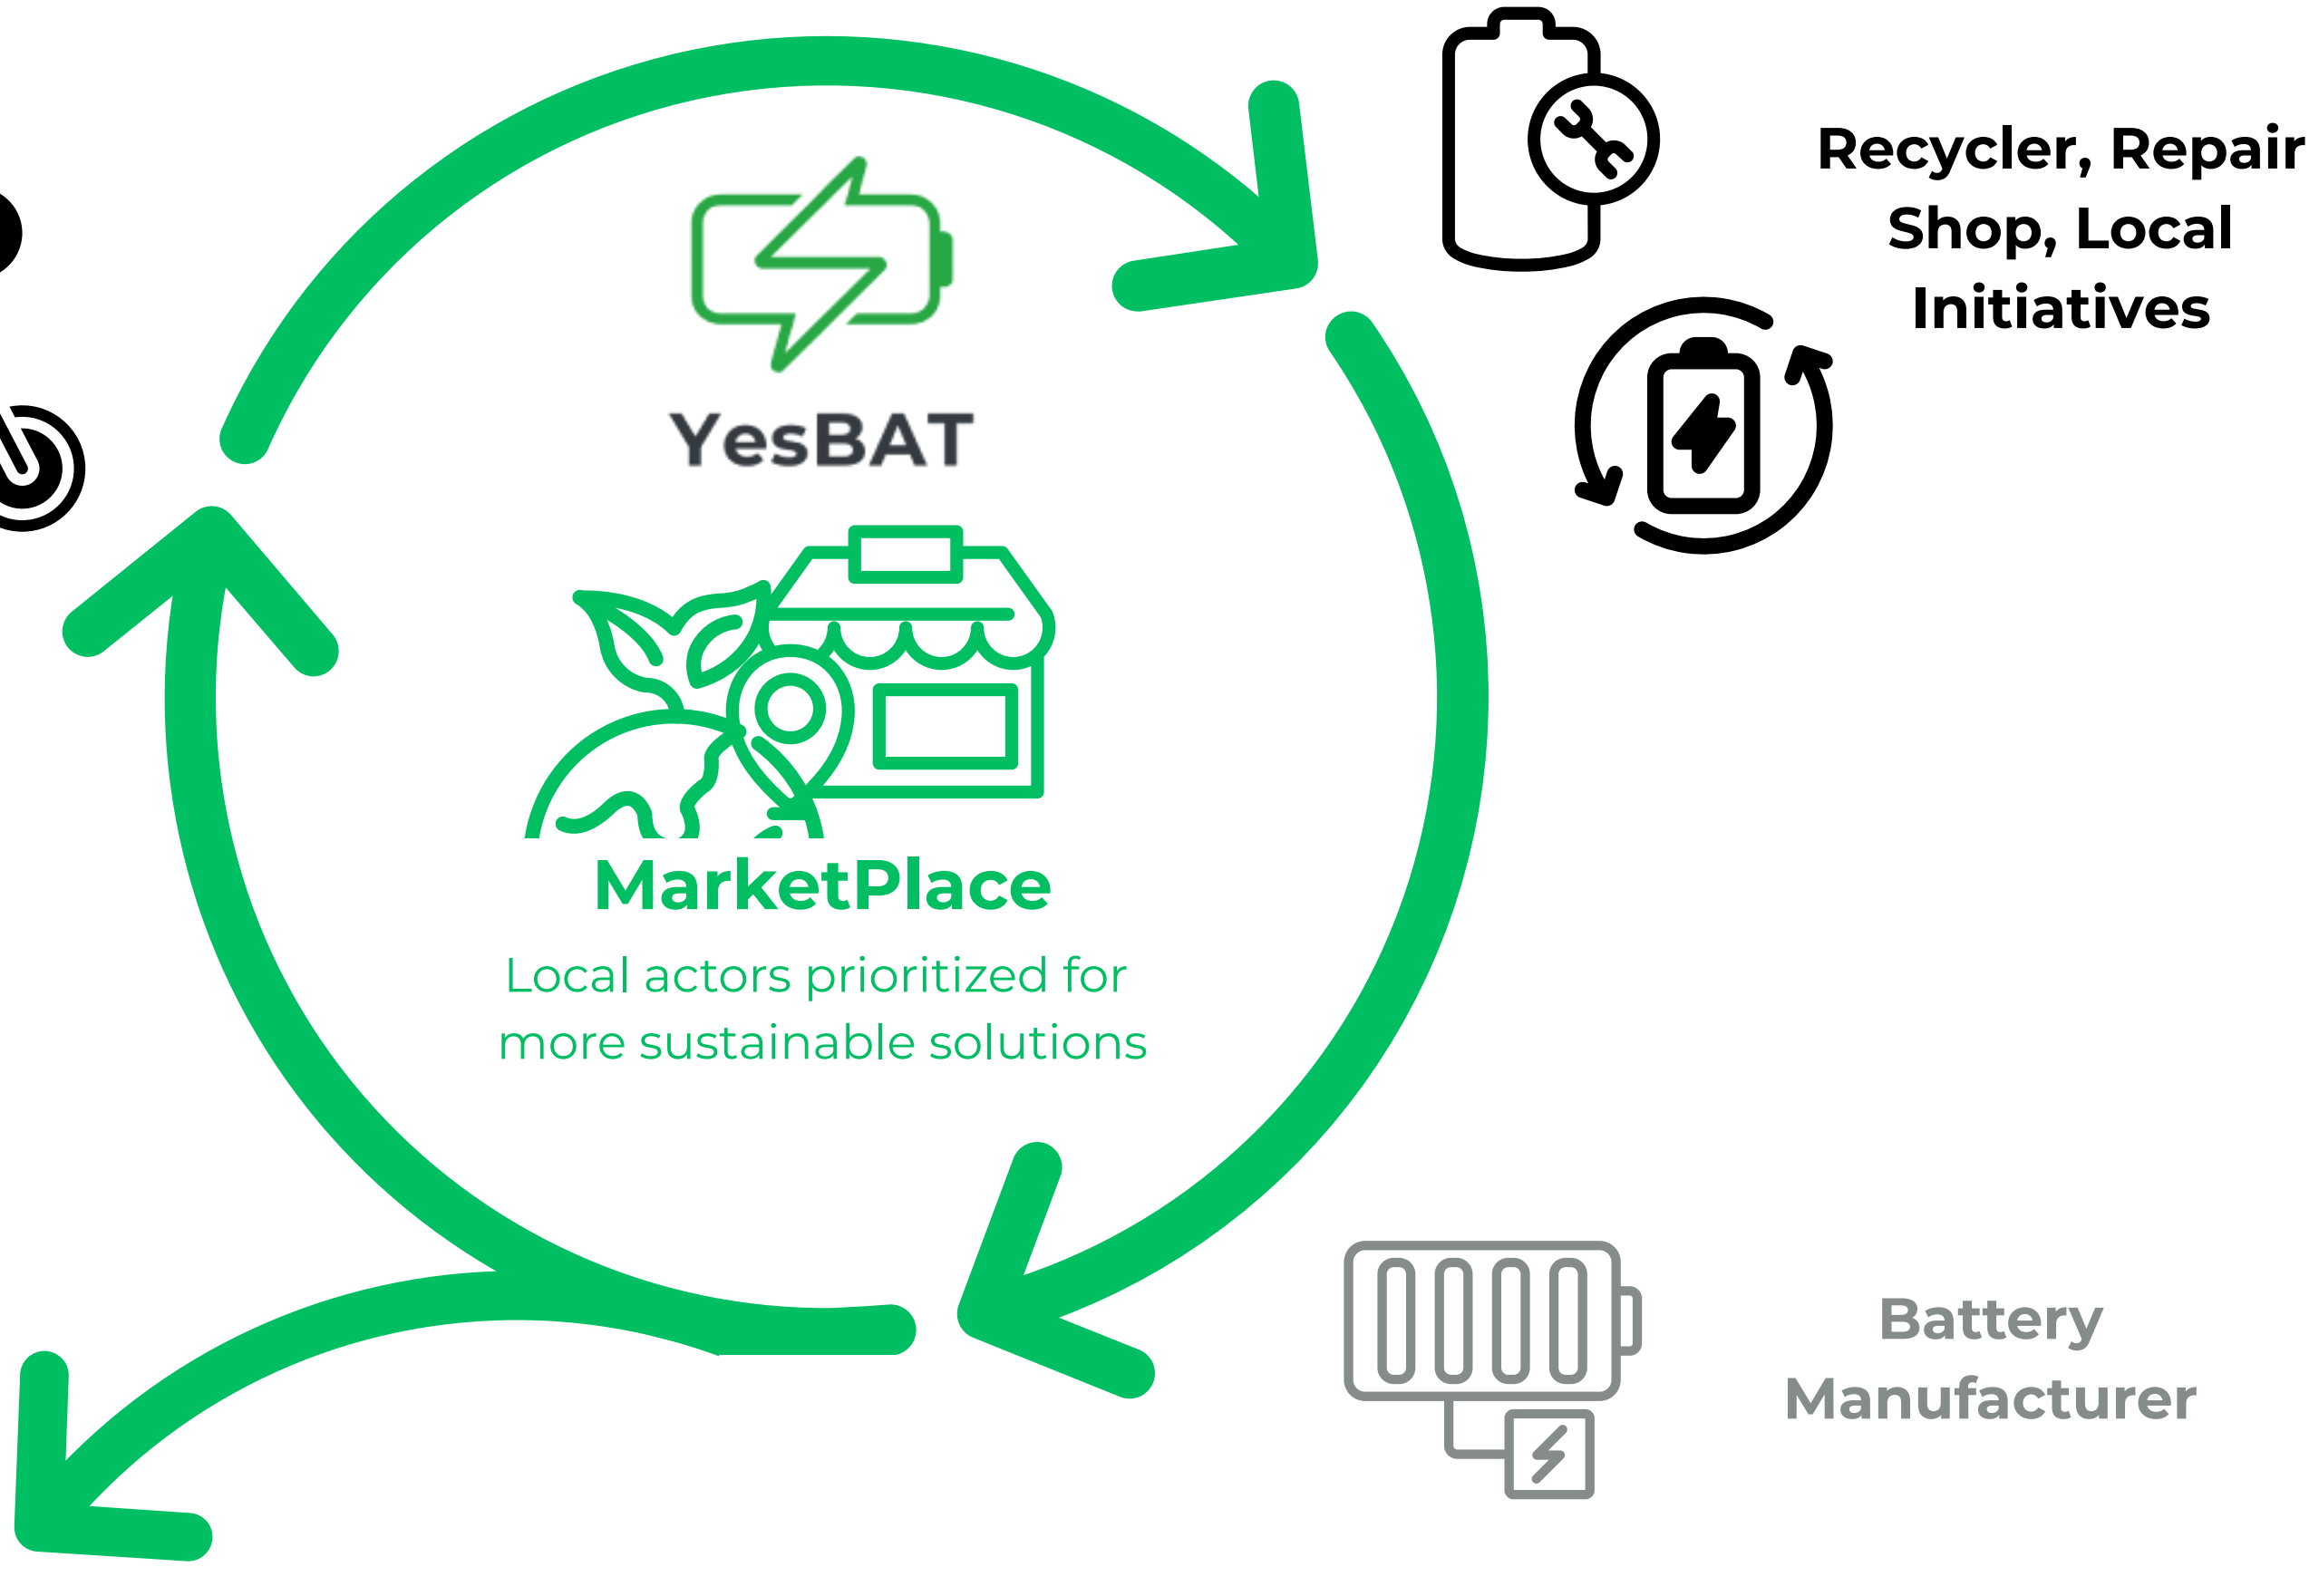 Recycler, Repair
Shop, Local
Initiatives
YesBAT
MarketPlace
Local actors prioritized for
more sustainable solutions
Battery
Manufacturer